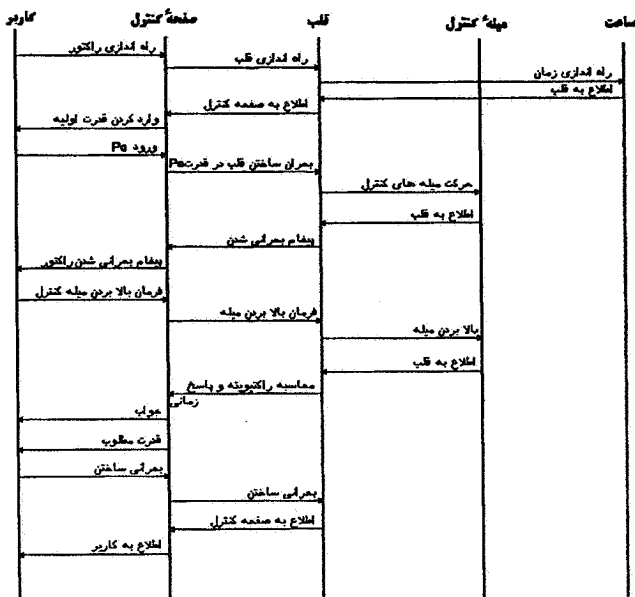 کاربر
صفحهٔ کنترل
قلب
میلهٔ کنترل
ساعت
راه اندازی راکتور
راه اندازی قلب
راه اندازی زمان
اطلاع به قلب
اطلاع به صفحه کنترل
وارد کردن قدرت اولیه
ورود Po
بحران ساختن قلب در قدرتPo
حرکت میله های کنترل
اطلاع به قلب
پیغام بحرانی شدن
پیغام بحرانی شدن راکتور
فرمان بالا بردن میله کنترل
فرمان بالا بردن میله
بالا بردن میله
اطلاع به قلب
محاسبه راکتیویته و پاسخ
زمانی
جواب
قدرت مطلوب
بحرانی ساختن
بحرانی ساختن
اطلاع به صفحه کنترل
اطلاع به کاربر